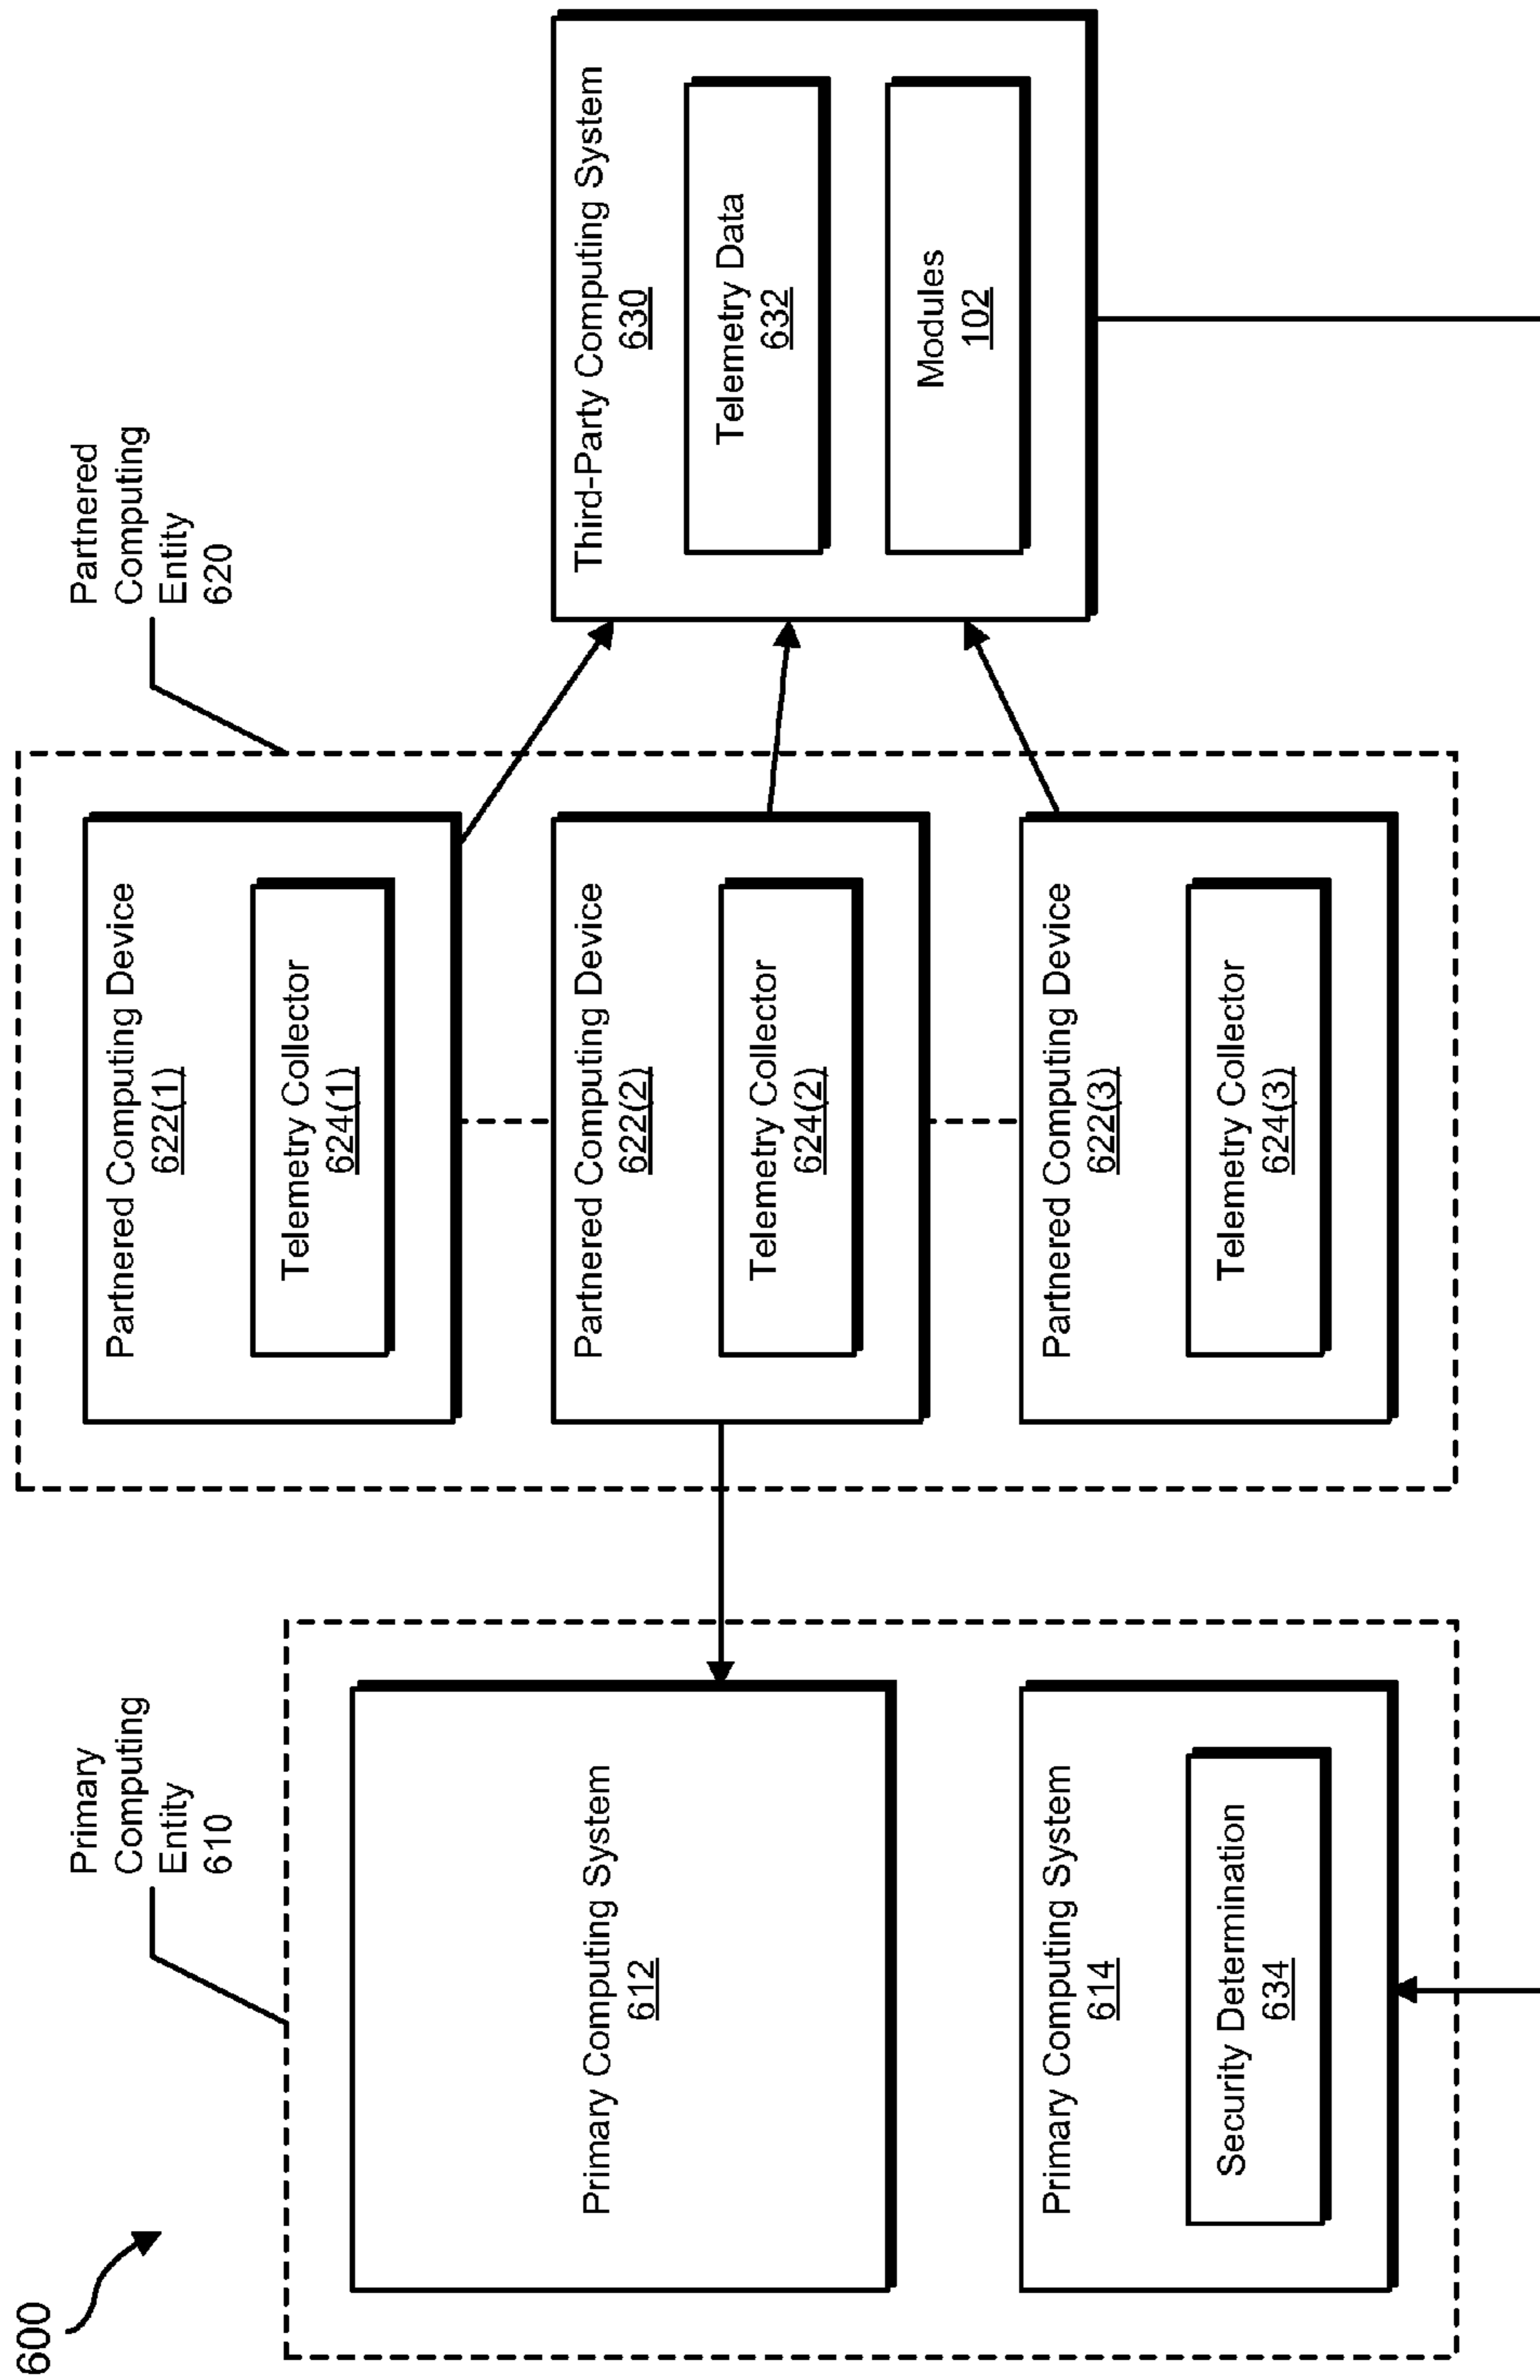 600
Primary
Computing
Entity
610
Primary Computing System
612
Primary Computing System
614
Security Determination
634
Partnered
Computing
Entity
620
Partnered Computing Device
622(1)
Telemetry Collector
624(1)
Partnered Computing Device
622(2)
Telemetry Collector
624(2)
Partnered Computing Device
622(3)
Telemetry Collector
624(3)
Third-Party Computing System
630
Telemetry Data
632
Modules
102